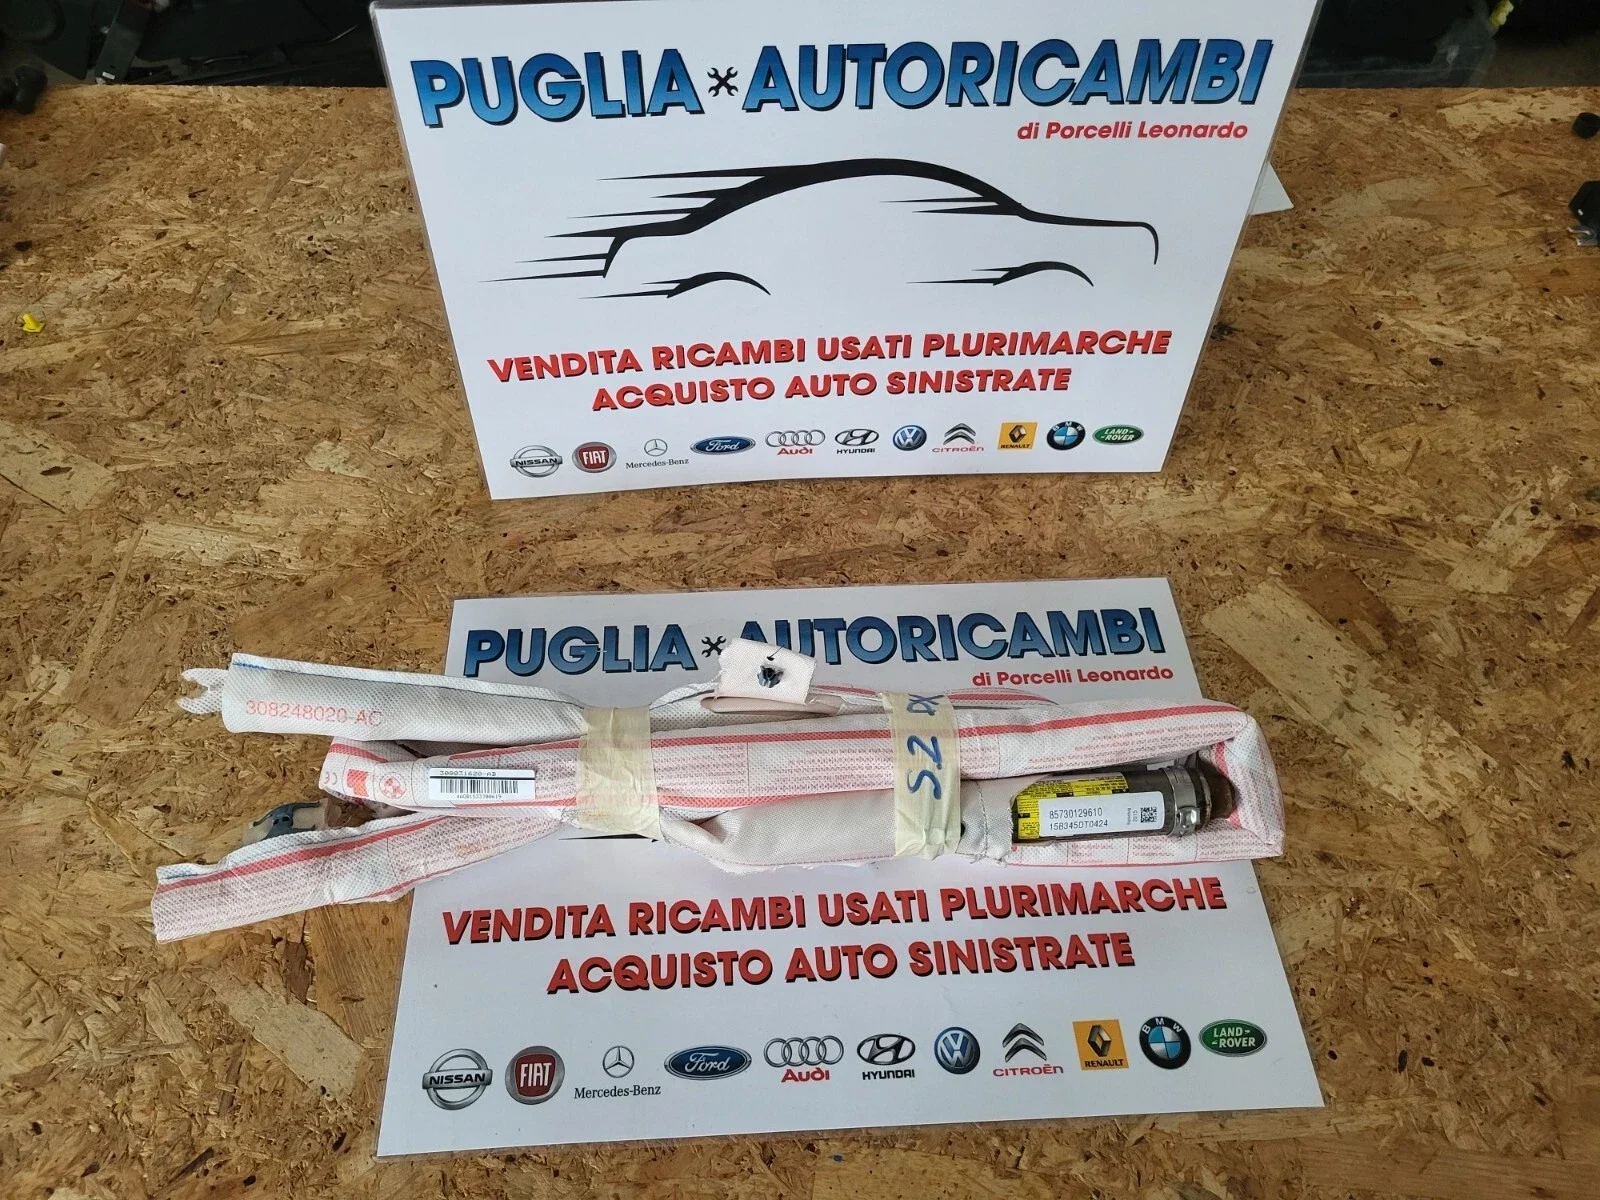 PUGLIA AUTORICAMBI
di Porcelli Leonardo
VENDITA RICAMBI USATI PLURIMARCHE
ACQUISTO AUTO SINISTRATE
NISSAN
FIAT
Mercedes-Benz
Ford
Audi
HYUNDAI
CITROËN
RENAULT
BMW
LAND-ROVER
PUGLIA AUTORICAMBI
di Porcelli Leonardo
308248020-AC
S.2
85730129610
15B345DT0424
VENDITA RICAMBI USATI PLURIMARCHE
ACQUISTO AUTO SINISTRATE
NISSAN
FIAT
Mercedes-Benz
Ford
Audi
HYUNDAI
CITROËN
RENAULT
BMW
LAND-ROVER